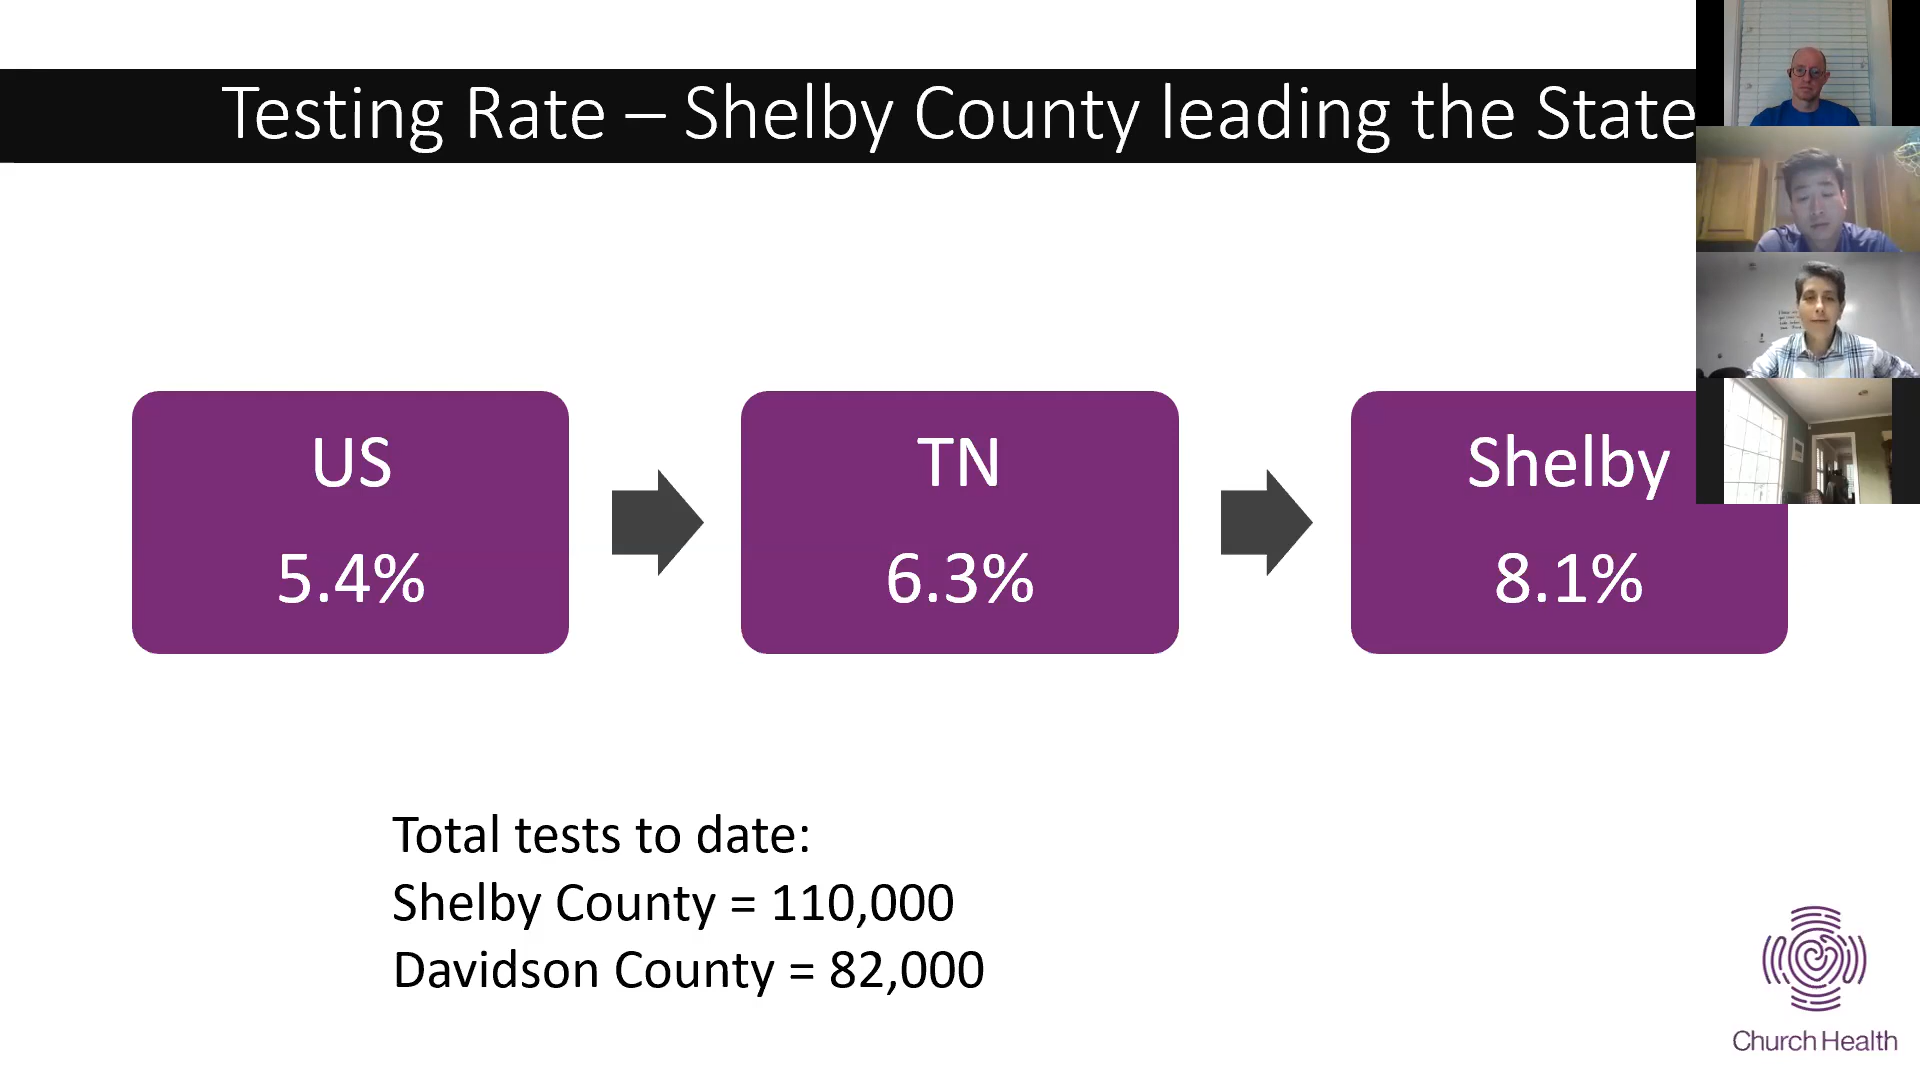 Testing Rate – Shelby County leading the State
US
5.4%
TN
6.3%
Shelby
8.1%
Total tests to date:
Shelby County = 110,000
Davidson County = 82,000
Church Health